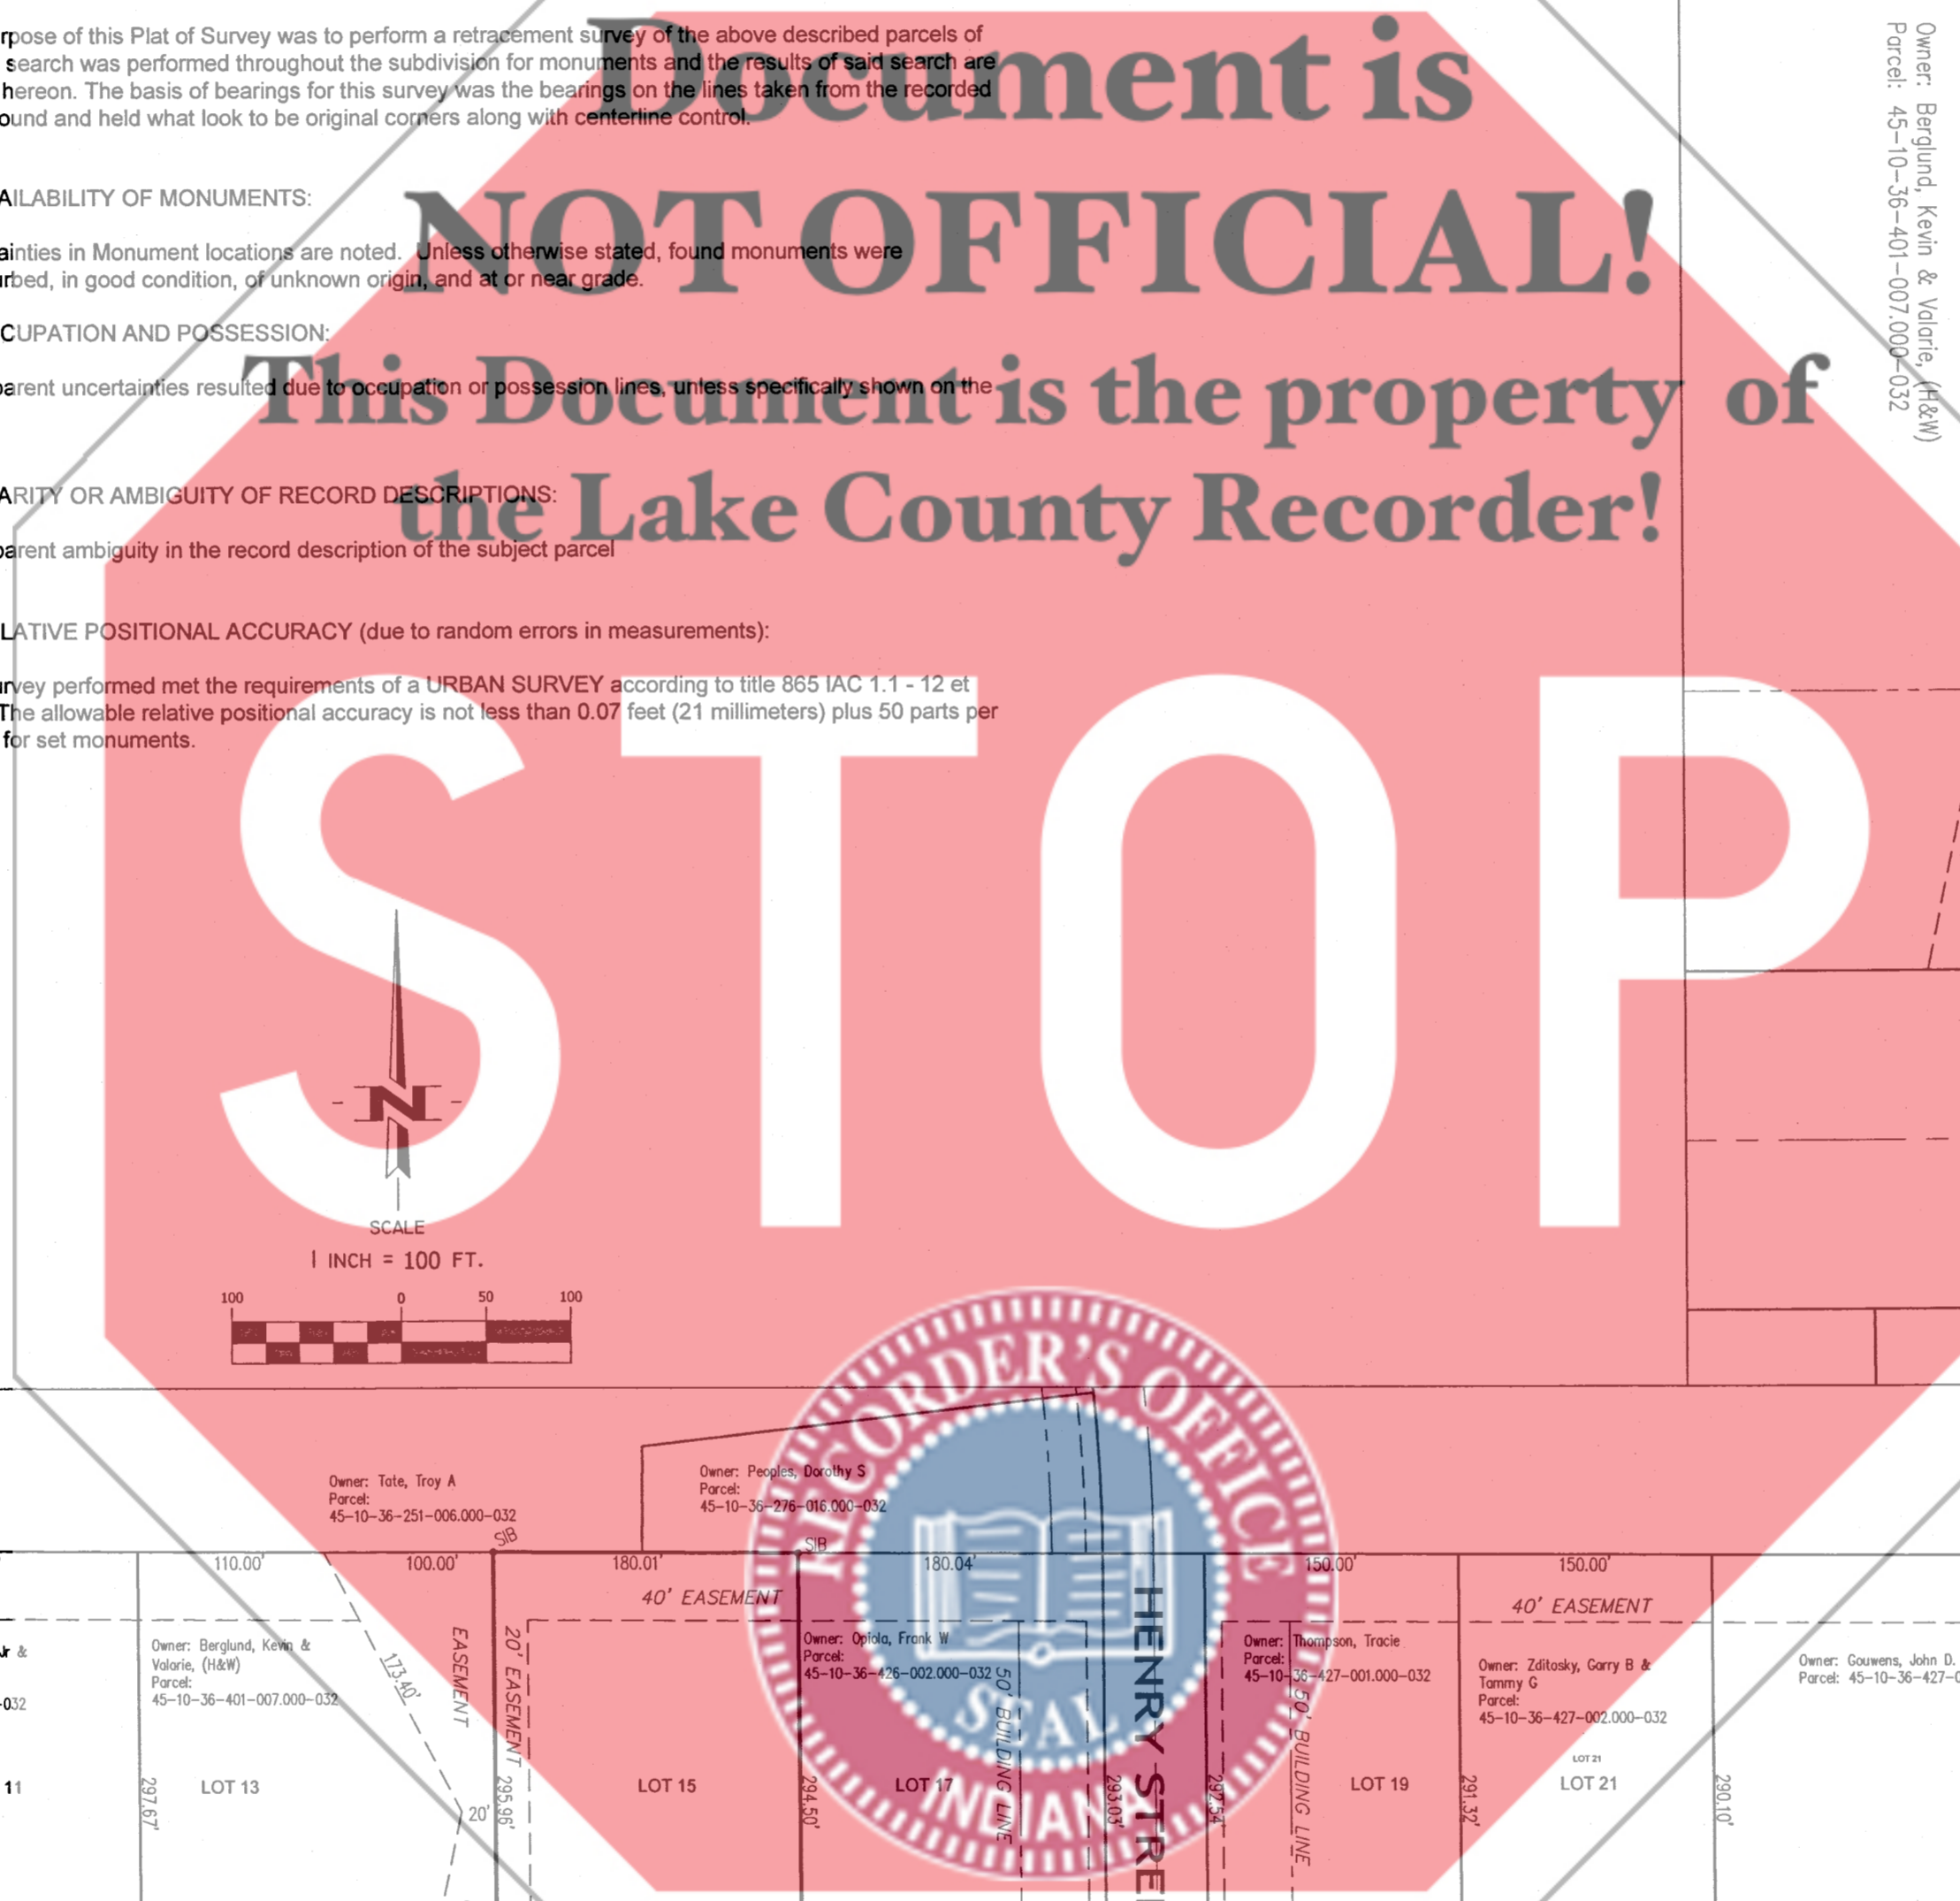 Document is
NOT OFFICIAL!
This Document is the property of
the Lake County Recorder!
STOP
rpose of this Plat of Survey was to perform a retracement survey of the above described parcels of
search was performed throughout the subdivision for monuments and the results of said search are
hereon. The basis of bearings for this survey was the bearings on the lines taken from the recorded
ound and held what look to be original corners along with centerline control.
AILABILITY OF MONUMENTS:
ainties in Monument locations are noted. Unless otherwise stated, found monuments were
rbed, in good condition, of unknown origin, and at or near grade.
CUPATION AND POSSESSION:
parent uncertainties resulted due to occupation or possession lines, unless specifically shown on the
ARITY OR AMBIGUITY OF RECORD DESCRIPTIONS:
parent ambiguity in the record description of the subject parcel
LATIVE POSITIONAL ACCURACY (due to random errors in measurements):
urvey performed met the requirements of a URBAN SURVEY according to title 865 IAC 1.1 - 12 et
The allowable relative positional accuracy is not less than 0.07 feet (21 millimeters) plus 50 parts per
for set monuments.
Owner: Berglund, Kevin & Valarie, (H&W)
Parcel: 45-10-36-401-007.000-032
N
SCALE
1 INCH = 100 FT.
100 0 50 100
RECORDER'S OFFICE
SEAL
INDIANA
Owner: Tate, Troy A
Parcel:
45-10-36-251-006.000-032
Owner: Peoples, Dorothy S
Parcel:
45-10-36-276-016.000-032
SIB
SIB
110.00'
100.00'
180.01'
180.04'
150.00'
150.00'
40' EASEMENT
40' EASEMENT
Jr &
-032
Owner: Berglund, Kevin &
Valarie, (H&W)
Parcel:
45-10-36-401-007.000-032
173.40'
EASEMENT
20' EASEMENT
Owner: Opiola, Frank W
Parcel:
45-10-36-426-002.000-032
50' BUILDING LINE
HENRY STRE
Owner: Thompson, Tracie
Parcel:
45-10-36-427-001.000-032
50' BUILDING LINE
Owner: Zditosky, Garry B &
Tammy G
Parcel:
45-10-36-427-002.000-032
Owner: Gouwens, John D.
Parcel: 45-10-36-427-0
LOT 21
11
297.67'
LOT 13
20'
295.96'
LOT 15
294.50'
LOT 17
293.03'
292.54'
LOT 19
291.32'
LOT 21
290.10'